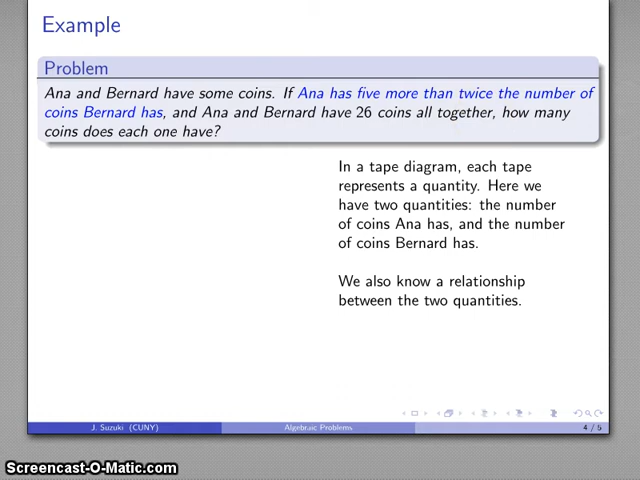 Example
Problem
Ana and Bernard have some coins. If Ana has five more than twice the number of
coins Bernard has, and Ana and Bernard have 26 coins all together, how many
coins does each one have?
In a tape diagram, each tape
represents a quantity. Here we
have two quantities: the number
of coins Ana has, and the number
of coins Bernard has.
We also know a relationship
between the two quantities.
J. Suzuki (CUNY)
Algebraic Problems
4 / 5
Screencast-O-Matic.com